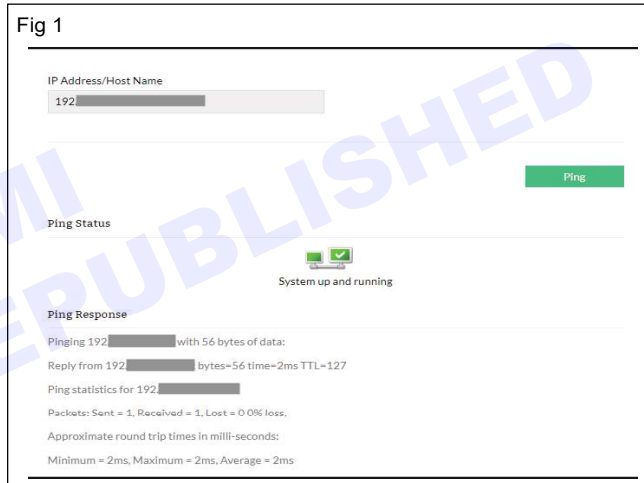 Fig 1
IP Address/Host Name
192.
Ping
Ping Status
System up and running
Ping Response
Pinging 192. with 56 bytes of data:
Reply from 192. bytes=56 time=2ms TTL=127
Ping statistics for 192.
Packets: Sent = 1, Received = 1, Lost = 0 0% loss,
Approximate round trip times in milli-seconds:
Minimum = 2ms, Maximum = 2ms, Average = 2ms
MI
EPUBLISHED